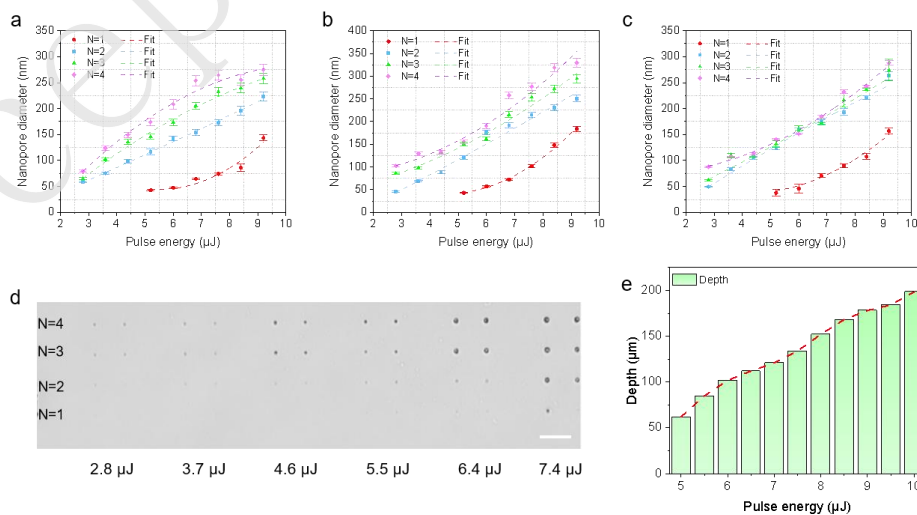 a
350
300
250
200
150
100
50
0
Nanopore diameter (nm)
N=1 Fit
N=2 Fit
N=3 Fit
N=4 Fit
2 3 4 5 6 7 8 9 10
Pulse energy (μJ)
b
400
350
300
250
200
150
100
50
0
Nanopore diameter (nm)
N=1 Fit
N=2 Fit
N=3 Fit
N=4 Fit
2 3 4 5 6 7 8 9 10
Pulse energy (μJ)
c
350
300
250
200
150
100
50
0
Nanopore diameter (nm)
N=1 Fit
N=2 Fit
N=3 Fit
N=4 Fit
2 3 4 5 6 7 8 9 10
Pulse energy (μJ)
d
N=4
N=3
N=2
N=1
2.8 μJ 3.7 μJ 4.6 μJ 5.5 μJ 6.4 μJ 7.4 μJ
e
Depth
200
150
100
50
0
Depth (μm)
5 6 7 8 9 10
Pulse energy (μJ)